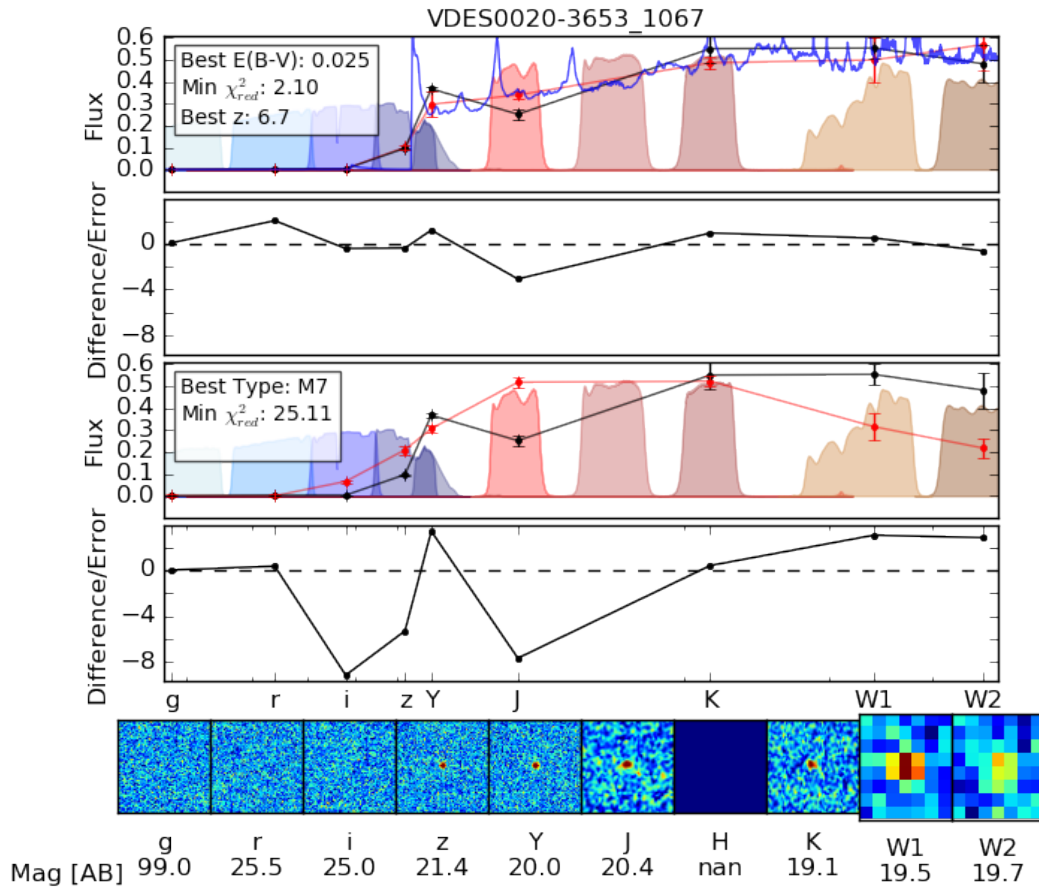 VDES0020-3653_1067
0.6
0.5
0.4
0.3
0.2
0.1
0.0
Flux
Best E(B-V): 0.025
Min χ²red: 2.10
Best z: 6.7
0
−4
−8
Difference/Error
0.6
0.5
0.4
0.3
0.2
0.1
0.0
Flux
Best Type: M7
Min χ²red: 25.11
0
−4
−8
Difference/Error
g r i z Y J K W1 W2
g r i z Y J H K W1 W2
Mag [AB] 99.0 25.5 25.0 21.4 20.0 20.4 nan 19.1 19.5 19.7